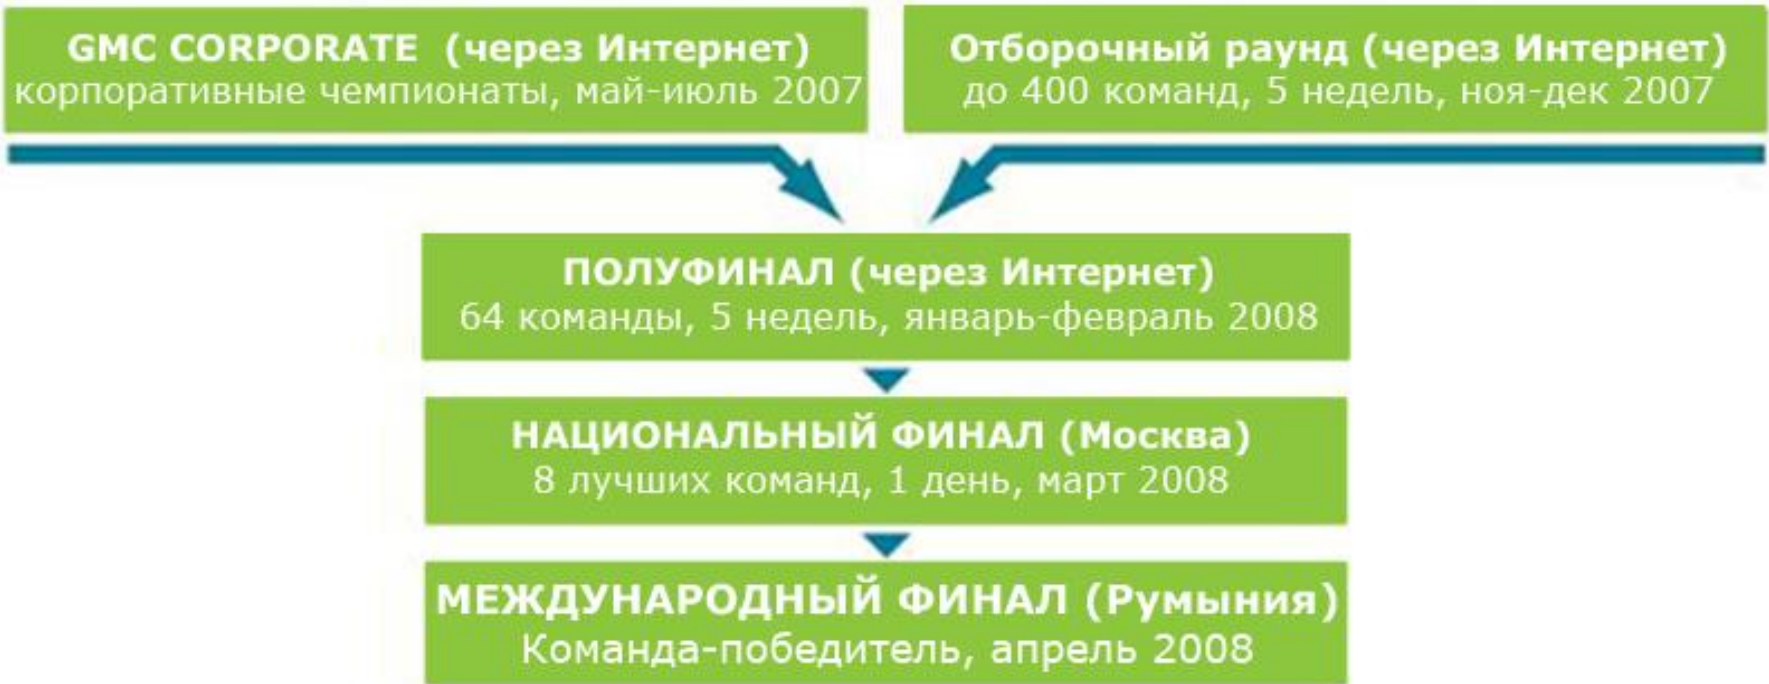 GMC CORPORATE (через Интернет)
корпоративные чемпионаты, май-июль 2007
Отборочный раунд (через Интернет)
до 400 команд, 5 недель, ноя-дек 2007
ПОЛУФИНАЛ (через Интернет)
64 команды, 5 недель, январь-февраль 2008
НАЦИОНАЛЬНЫЙ ФИНАЛ (Москва)
8 лучших команд, 1 день, март 2008
МЕЖДУНАРОДНЫЙ ФИНАЛ (Румыния)
Команда-победитель, апрель 2008